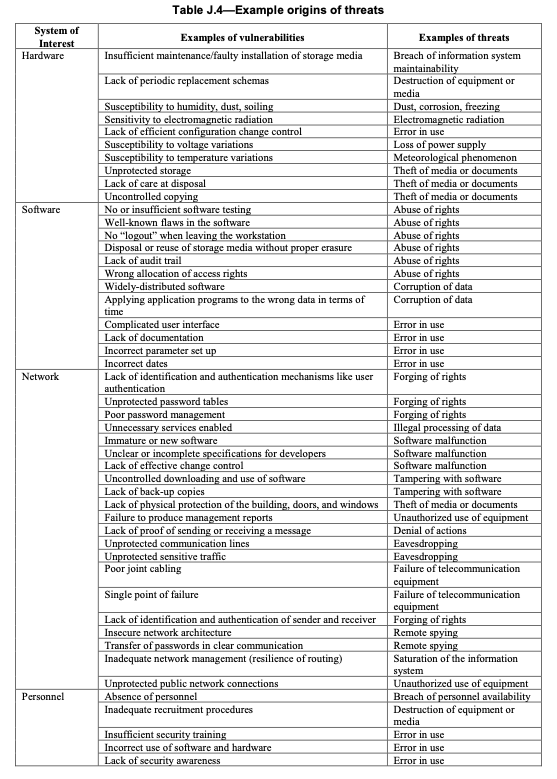 Table J.4—Example origins of threats
System of Interest Examples of vulnerabilities Examples of threats
Hardware Insufficient maintenance/faulty installation of storage media Breach of information system maintainability
Lack of periodic replacement schemas Destruction of equipment or media
Susceptibility to humidity, dust, soiling Dust, corrosion, freezing
Sensitivity to electromagnetic radiation Electromagnetic radiation
Lack of efficient configuration change control Error in use
Susceptibility to voltage variations Loss of power supply
Susceptibility to temperature variations Meteorological phenomenon
Unprotected storage Theft of media or documents
Lack of care at disposal Theft of media or documents
Uncontrolled copying Theft of media or documents
Software No or insufficient software testing Abuse of rights
Well-known flaws in the software Abuse of rights
No “logout” when leaving the workstation Abuse of rights
Disposal or reuse of storage media without proper erasure Abuse of rights
Lack of audit trail Abuse of rights
Wrong allocation of access rights Abuse of rights
Widely-distributed software Corruption of data
Applying application programs to the wrong data in terms of time Corruption of data
Complicated user interface Error in use
Lack of documentation Error in use
Incorrect parameter set up Error in use
Incorrect dates Error in use
Network Lack of identification and authentication mechanisms like user authentication Forging of rights
Unprotected password tables Forging of rights
Poor password management Forging of rights
Unnecessary services enabled Illegal processing of data
Immature or new software Software malfunction
Unclear or incomplete specifications for developers Software malfunction
Lack of effective change control Software malfunction
Uncontrolled downloading and use of software Tampering with software
Lack of back-up copies Tampering with software
Lack of physical protection of the building, doors, and windows Theft of media or documents
Failure to produce management reports Unauthorized use of equipment
Lack of proof of sending or receiving a message Denial of actions
Unprotected communication lines Eavesdropping
Unprotected sensitive traffic Eavesdropping
Poor joint cabling Failure of telecommunication equipment
Single point of failure Failure of telecommunication equipment
Lack of identification and authentication of sender and receiver Forging of rights
Insecure network architecture Remote spying
Transfer of passwords in clear communication Remote spying
Inadequate network management (resilience of routing) Saturation of the information system
Unprotected public network connections Unauthorized use of equipment
Personnel Absence of personnel Breach of personnel availability
Inadequate recruitment procedures Destruction of equipment or media
Insufficient security training Error in use
Incorrect use of software and hardware Error in use
Lack of security awareness Error in use